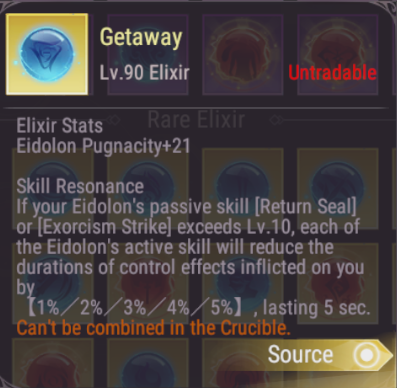 Getaway
Lv.90 Elixir
Untradable
Rare Elixir
Elixir Stats
Eidolon Pugnacity+21
Skill Resonance
If your Eidolon's passive skill [Return Seal]
or [Exorcism Strike] exceeds Lv.10, each of
the Eidolon's active skill will reduce the
durations of control effects inflicted on you
by
【1%／2%／3%／4%／5%】, lasting 5 sec.
Can't be combined in the Crucible.
Source